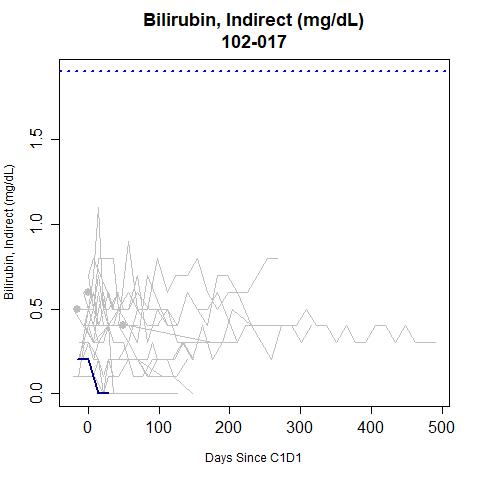 Bilirubin, Indirect (mg/dL)
102-017
Bilirubin, Indirect (mg/dL)
1.5
1.0
0.5
0.0
0 100 200 300 400 500
Days Since C1D1